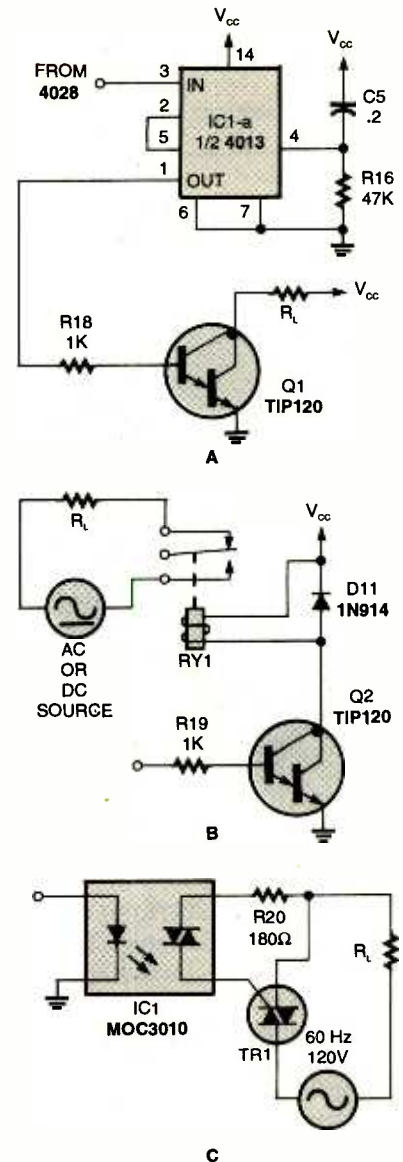 Vcc
Vcc
14
FROM
4028
3
IN
C5
.2
2
IC1-a
1/2 4013
4
5
1
OUT
R16
47K
6
7
RL
Vcc
R18
1K
Q1
TIP120
A
Vcc
RL
D11
1N914
AC
OR
DC
SOURCE
RY1
Q2
TIP120
R19
1K
B
R20
180Ω
RL
IC1
MOC3010
60 Hz
120V
TR1
C